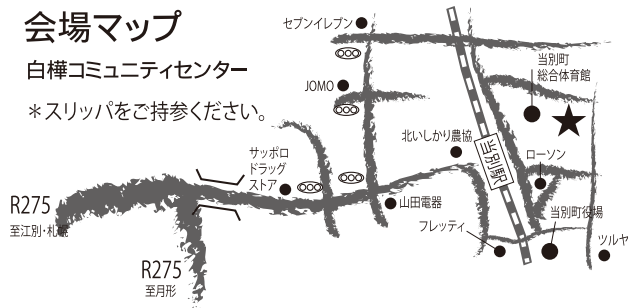 会場マップ
白樺コミュニティセンター
＊スリッパをご持参ください。
セブンイレブン
JOMO
当別町
総合体育館
北いしかり農協
当別駅
ローソン
サッポロ
ドラッグ
ストア
山田電器
R275
至江別・札幌
フレッティ
当別町役場
ツルヤ
R275
至月形